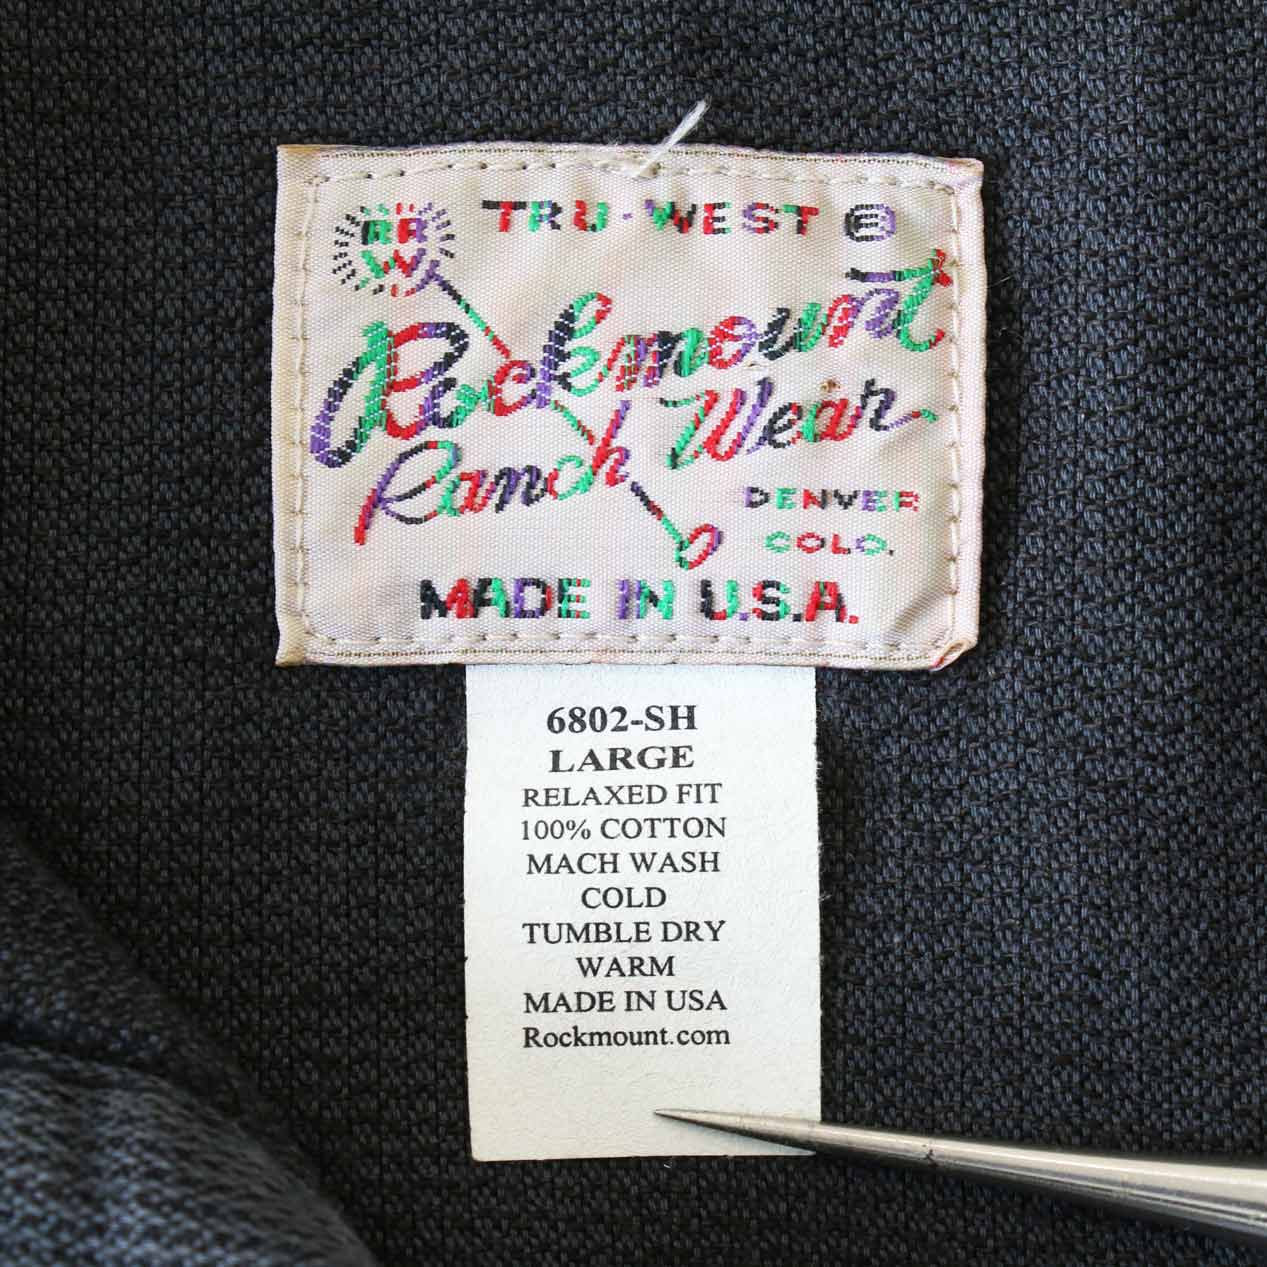 TRU-WEST ®
RR
W
Rockmount
Ranch Wear
DENVER
COLO.
MADE IN U.S.A.
6802-SH
LARGE
RELAXED FIT
100% COTTON
MACH WASH
COLD
TUMBLE DRY
WARM
MADE IN USA
Rockmount.com